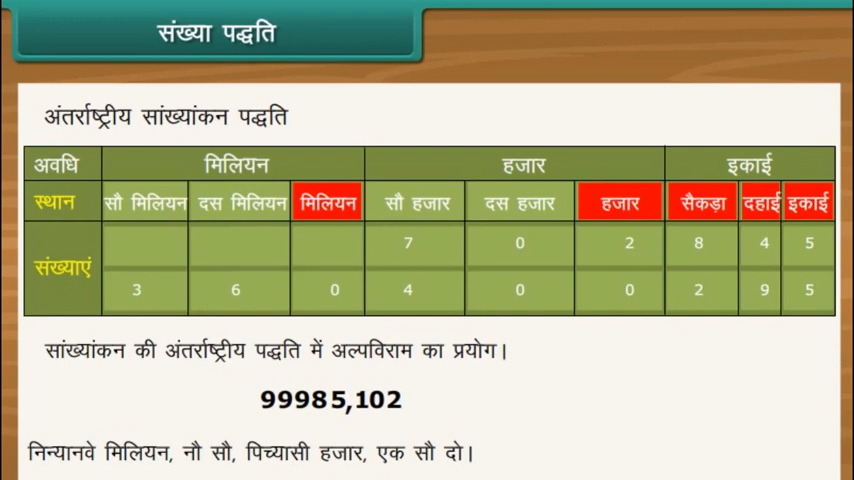 संख्या पद्धति
अंतर्राष्ट्रीय सांख्यांकन पद्धति
अवधि मिलियन हजार इकाई
स्थान सौ मिलियन दस मिलियन मिलियन सौ हजार दस हजार हजार सैकड़ा दहाई इकाई
संख्याएं
7 0 2 8 4 5
3 6 0 4 0 0 2 9 5
सांख्यांकन की अंतर्राष्ट्रीय पद्धति में अल्पविराम का प्रयोग।
99985,102
निन्यानवे मिलियन, नौ सौ, पिच्यासी हजार, एक सौ दो।